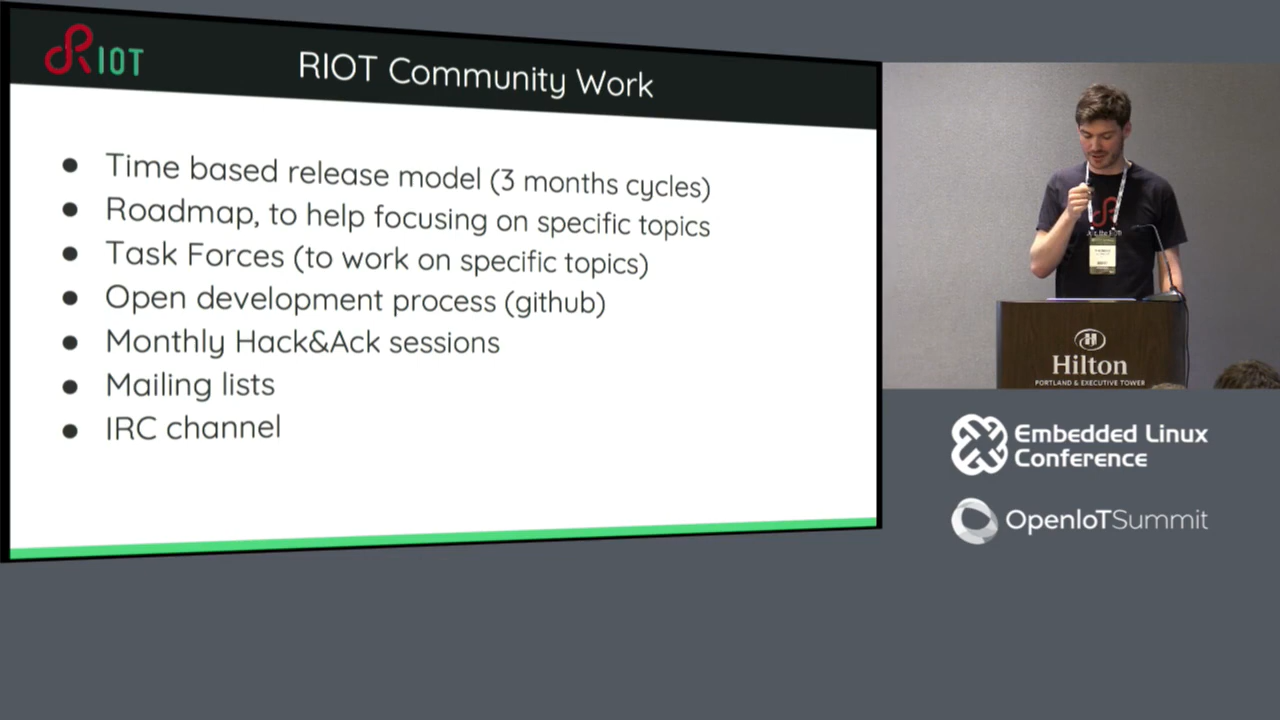 RIOT
RIOT Community Work
Time based release model (3 months cycles)
Roadmap, to help focusing on specific topics
Task Forces (to work on specific topics)
Open development process (github)
Monthly Hack&Ack sessions
Mailing lists
IRC channel
Hilton
PORTLAND & EXECUTIVE TOWER
Embedded Linux
Conference
OpenIoTSummit